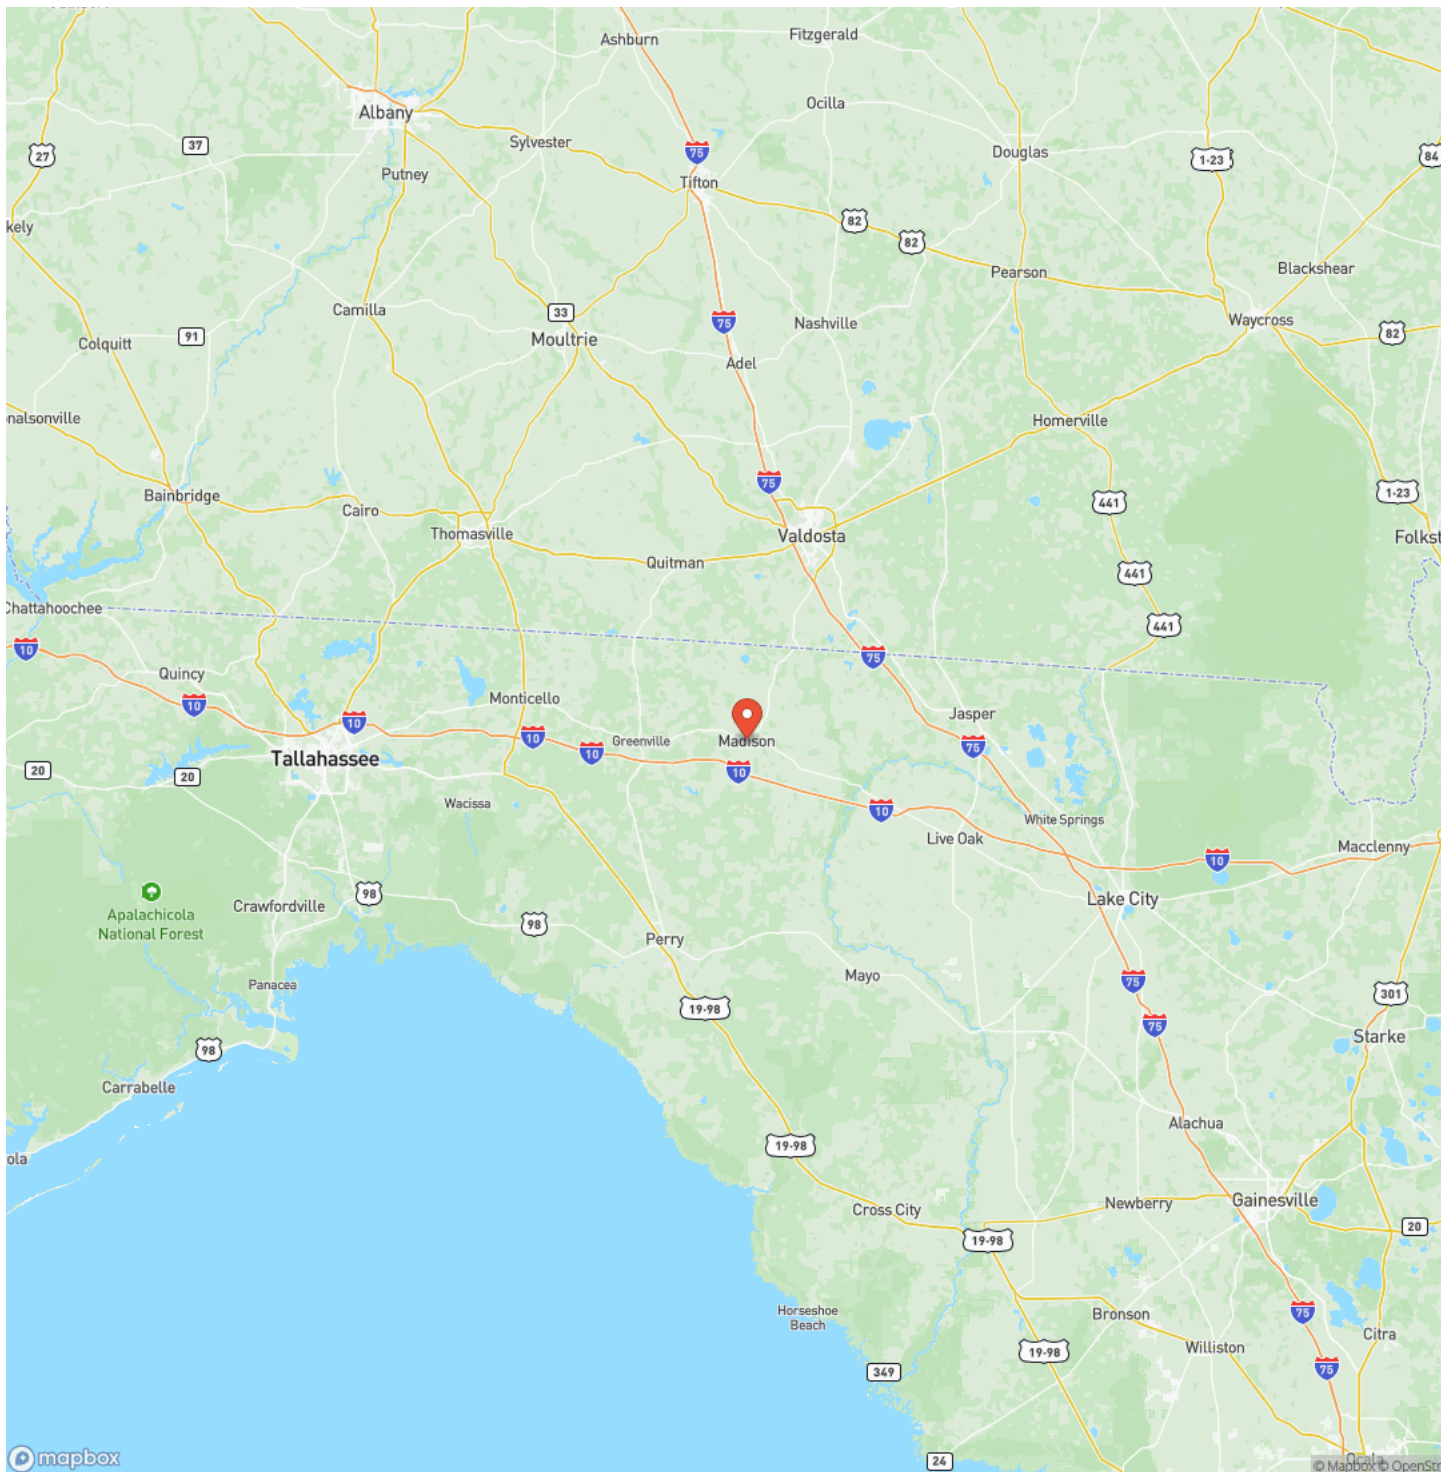 Ashburn
Fitzgerald
Albany
Ocilla
27
37
Sylvester
75
Douglas
1-23
84
Putney
Tifton
kely
82
82
Pearson
Blackshear
Camilla
33
75
Nashville
Waycross
82
Colquitt
91
Moultrie
Adel
nalsonville
Homerville
Bainbridge
Cairo
75
441
1-23
Thomasville
Valdosta
Folkst
Quitman
441
Chattahoochee
441
10
75
Quincy
10
Monticello
10
10
Jasper
Greenville
Madison
75
Tallahassee
10
10
20
20
Wacissa
10
White Springs
Live Oak
Macclenny
10
98
Apalachicola
National Forest
Crawfordville
98
Lake City
Perry
Mayo
75
Panacea
19-98
301
75
98
Starke
Carrabelle
Alachua
19-98
ola
Cross City
Newberry
Gainesville
19-98
20
Horseshoe
Beach
Bronson
75
Citra
19-98
Williston
349
75
mapbox
24
Ocala
© Mapbox © OpenStr